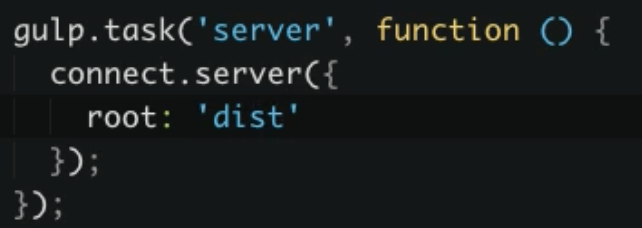 gulp.task('server', function () {
  connect.server({
    root: 'dist'
  });
});